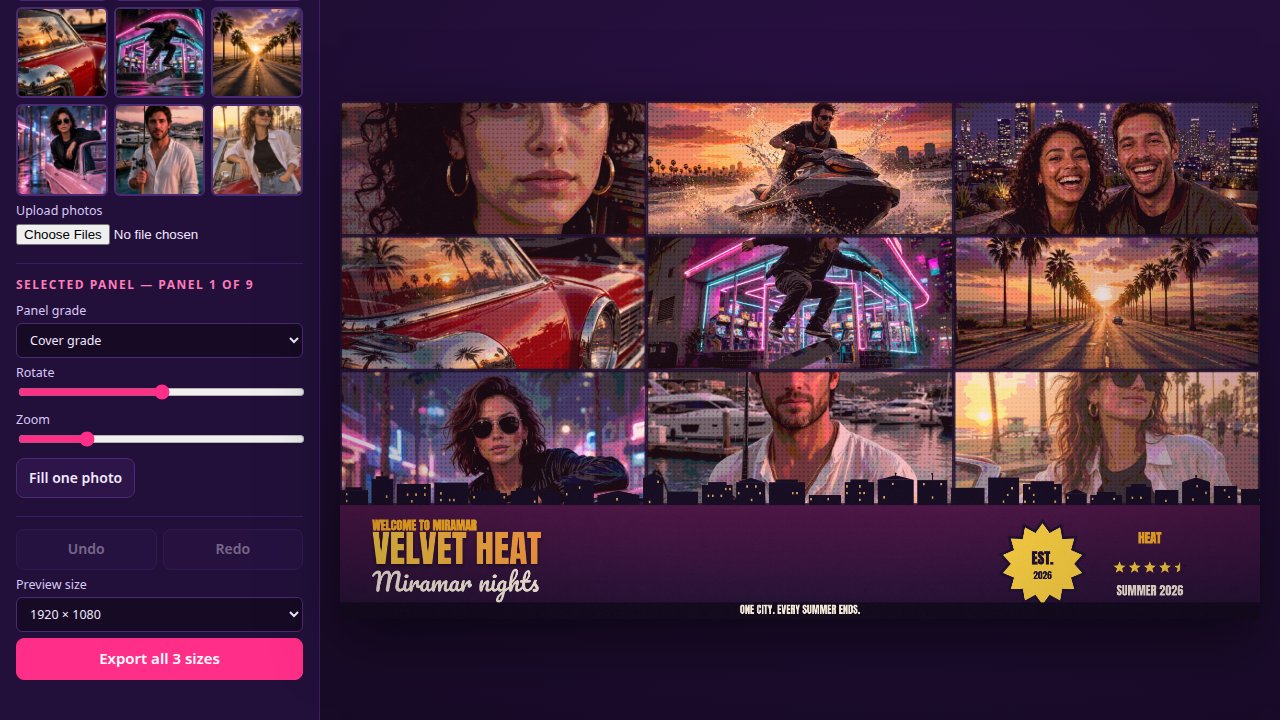 Upload photos
Choose Files No file chosen
SELECTED PANEL — PANEL 1 OF 9
Panel grade
Cover grade
Rotate
Zoom
Fill one photo
Undo Redo
Preview size
1920 × 1080
Export all 3 sizes
WELCOME TO MIRAMAR
VELVET HEAT
Miramar nights
EST.
2026
HEAT
SUMMER 2026
ONE CITY. EVERY SUMMER ENDS.